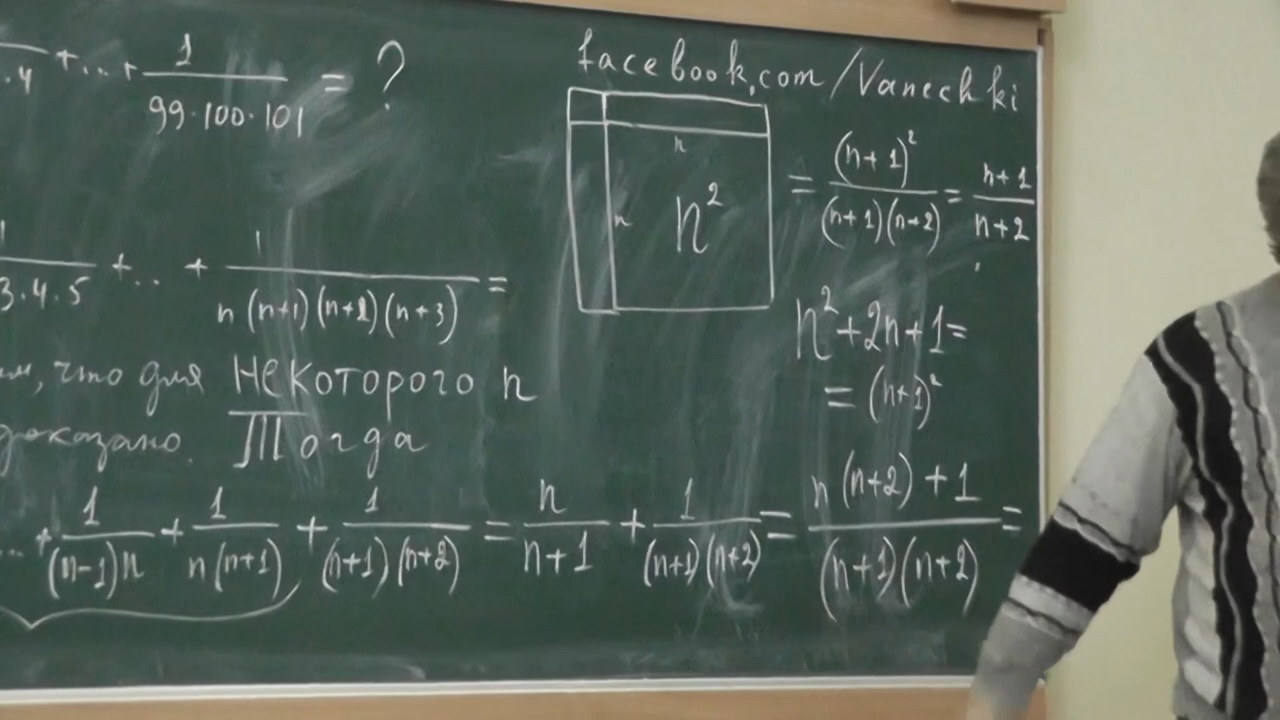 .4 +...+ 1/(99·100·101) = ?
facebook.com/Vanechki
n
n n²
= (n+1)²/((n+1)(n+2)) = (n+1)/(n+2)
3.4.5 +...+ 1/(n(n+1)(n+2)(n+3)) =
n²+2n+1=
= (n+1)²
что для некоторого n
доказано. Тогда
...+ 1/((n-1)n) + 1/(n(n+1)) + 1/((n+1)(n+2)) = n/(n+1) + 1/((n+1)(n+2)) = (n(n+2)+1)/((n+1)(n+2)) =